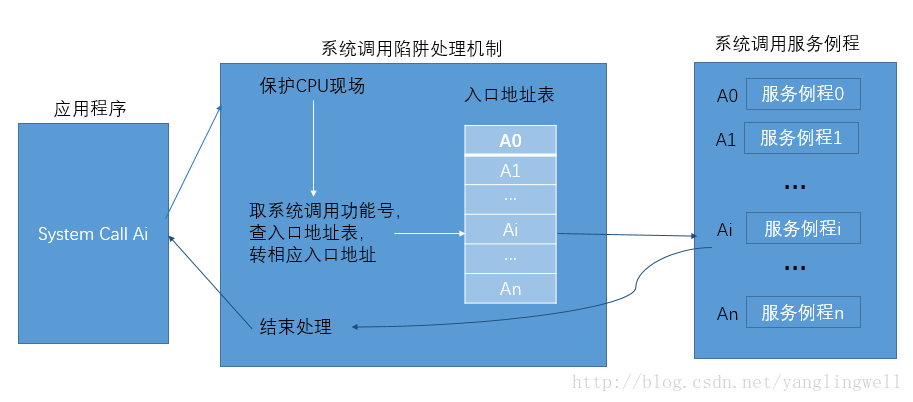 应用程序
System Call Ai
系统调用陷阱处理机制
保护CPU现场
取系统调用功能号，
查入口地址表，
转相应入口地址
结束处理
入口地址表
A0
A1
...
Ai
...
An
系统调用服务例程
A0 服务例程0
A1 服务例程1
...
Ai 服务例程i
...
An 服务例程n
http://blog.csdn.net/yanglingwell